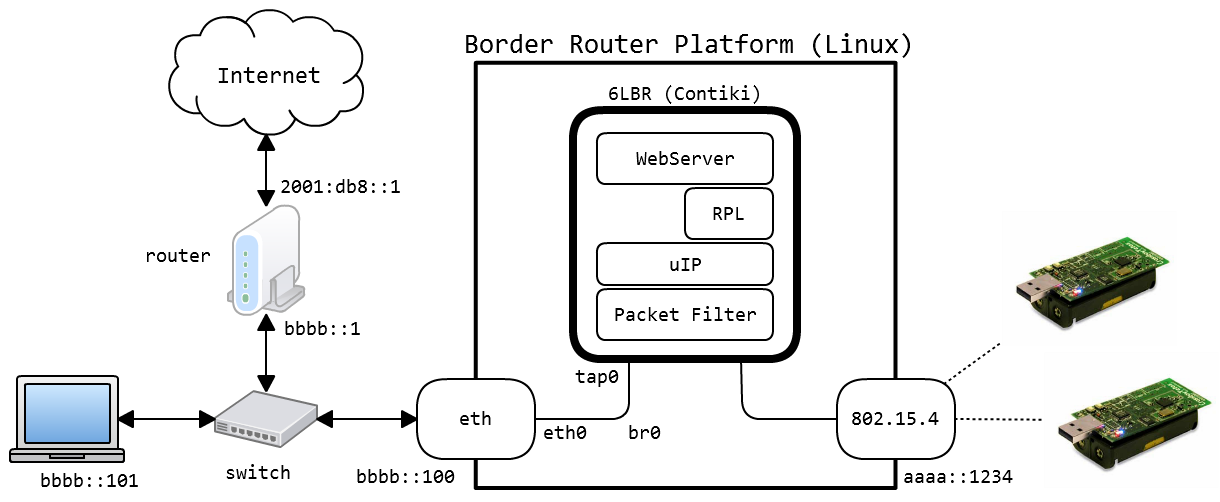 Border Router Platform (Linux)
Internet
6LBR (Contiki)
WebServer
2001:db8::1
RPL
router
uIP
Packet Filter
bbbb::1
tap0
eth
802.15.4
eth0
br0
switch
bbbb::101
bbbb::100
aaaa::1234